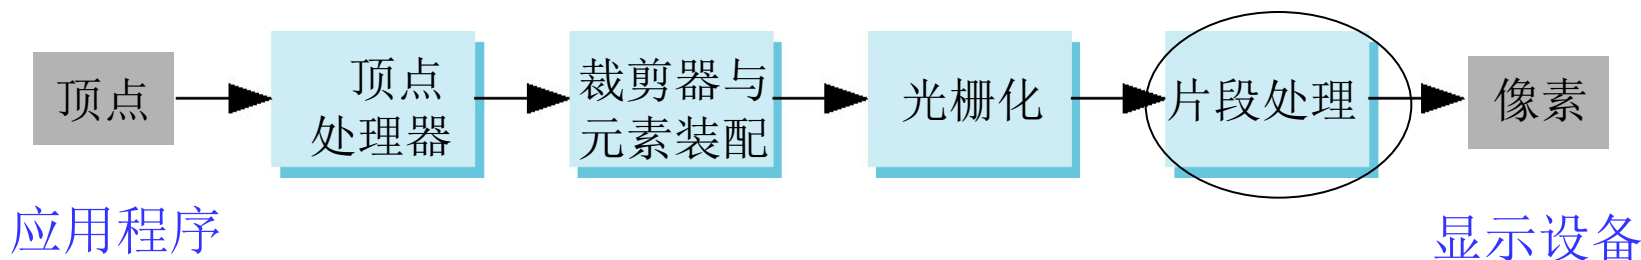 顶点
顶点
处理器
裁剪器与
元素装配
光栅化
片段处理
像素
应用程序
显示设备